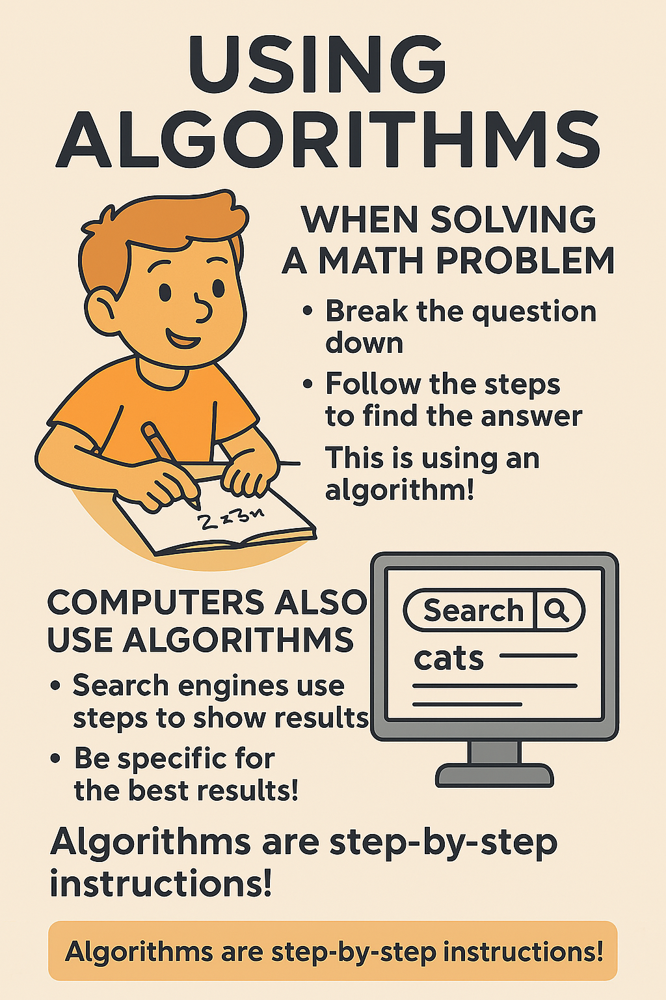 USING
ALGORITHMS
WHEN SOLVING
A MATH PROBLEM
• Break the question
down
• Follow the steps
to find the answer
This is using an
algorithm!
COMPUTERS ALSO
USE ALGORITHMS
• Search engines use
steps to show results
• Be specific for
the best results!
Search
cats
Algorithms are step-by-step
instructions!
Algorithms are step-by-step instructions!